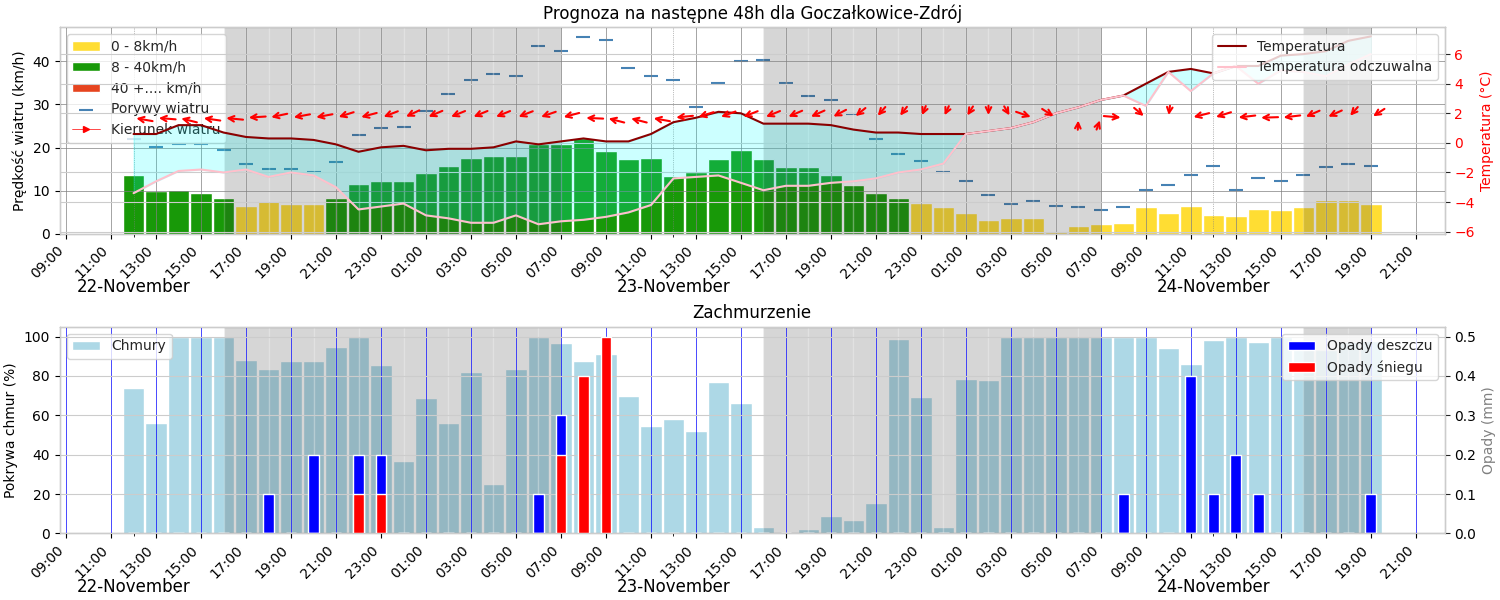 Prognoza na następne 48h dla Goczałkowice-Zdrój
Prędkość wiatru (km/h)
40
30
20
10
0
0 - 8km/h
8 - 40km/h
40 +.... km/h
Porywy wiatru
Kierunek wiatru
Temperatura
Temperatura odczuwalna
6
4
2
0
−2
−4
−6
Temperatura (°C)
09:00 11:00 13:00 15:00 17:00 19:00 21:00 23:00 01:00 03:00 05:00 07:00 09:00 11:00 13:00 15:00 17:00 19:00 21:00 23:00 01:00 03:00 05:00 07:00 09:00 11:00 13:00 15:00 17:00 19:00 21:00
22-November 23-November 24-November
Zachmurzenie
Pokrywa chmur (%)
100
80
60
40
20
0
Chmury
Opady deszczu
Opady śniegu
0.5
0.4
0.3
0.2
0.1
0.0
Opady (mm)
09:00 11:00 13:00 15:00 17:00 19:00 21:00 23:00 01:00 03:00 05:00 07:00 09:00 11:00 13:00 15:00 17:00 19:00 21:00 23:00 01:00 03:00 05:00 07:00 09:00 11:00 13:00 15:00 17:00 19:00 21:00
22-November 23-November 24-November